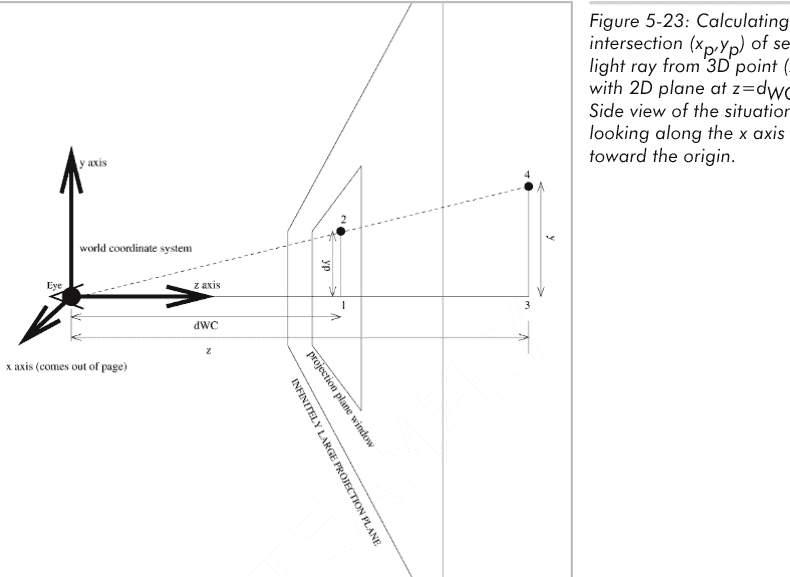 Figure 5-23: Calculating
intersection (xp,yp) of se
light ray from 3D point (
with 2D plane at z=dWC
Side view of the situation
looking along the x axis
toward the origin.
y axis
4
2
y
world coordinate system
yp
Eye
z axis
1
3
dWC
z
x axis (comes out of page)
projection plane window
INFINITELY LARGE PROJECTION PLANE